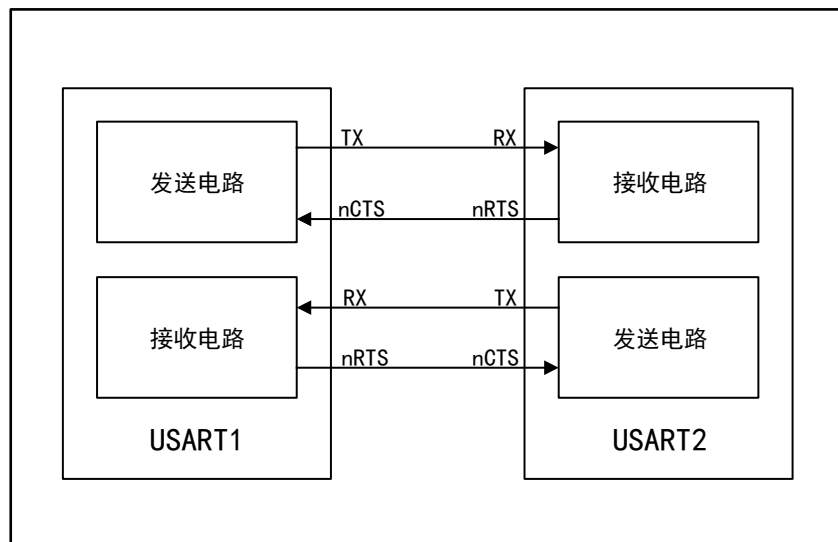 TX RX
发送电路 接收电路
nCTS nRTS
RX TX
接收电路 发送电路
nRTS nCTS
USART1 USART2